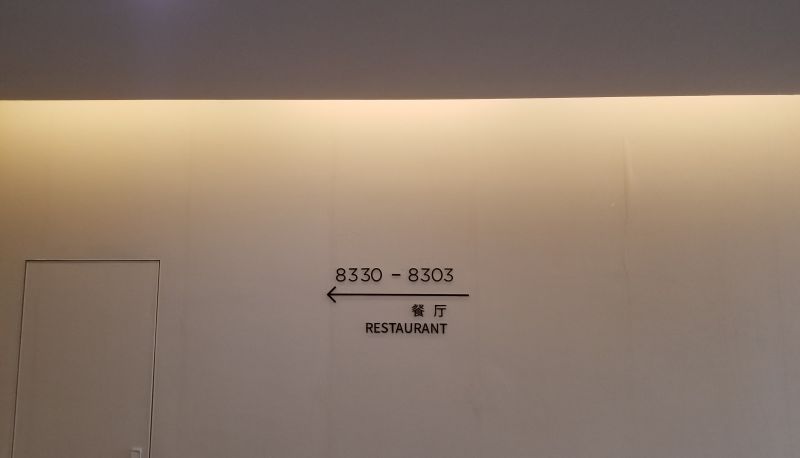 8330 - 8303
餐 厅
RESTAURANT